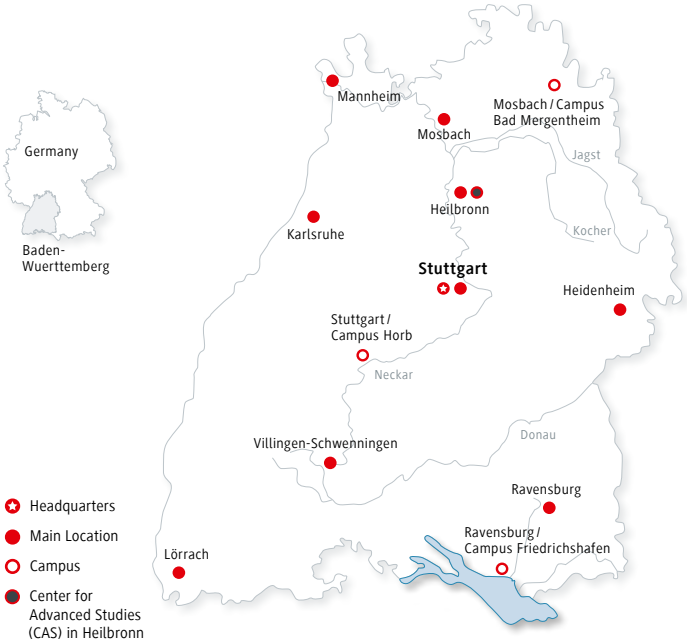 Mannheim
Mosbach / Campus
Bad Mergentheim
Mosbach
Germany
Jagst
Heilbronn
Kocher
Karlsruhe
Baden-
Wuerttemberg
Stuttgart
Heidenheim
Stuttgart /
Campus Horb
Neckar
Donau
Villingen-Schwenningen
Ravensburg
Headquarters
Main Location
Ravensburg /
Campus Friedrichshafen
Lörrach
Campus
Center for
Advanced Studies
(CAS) in Heilbronn